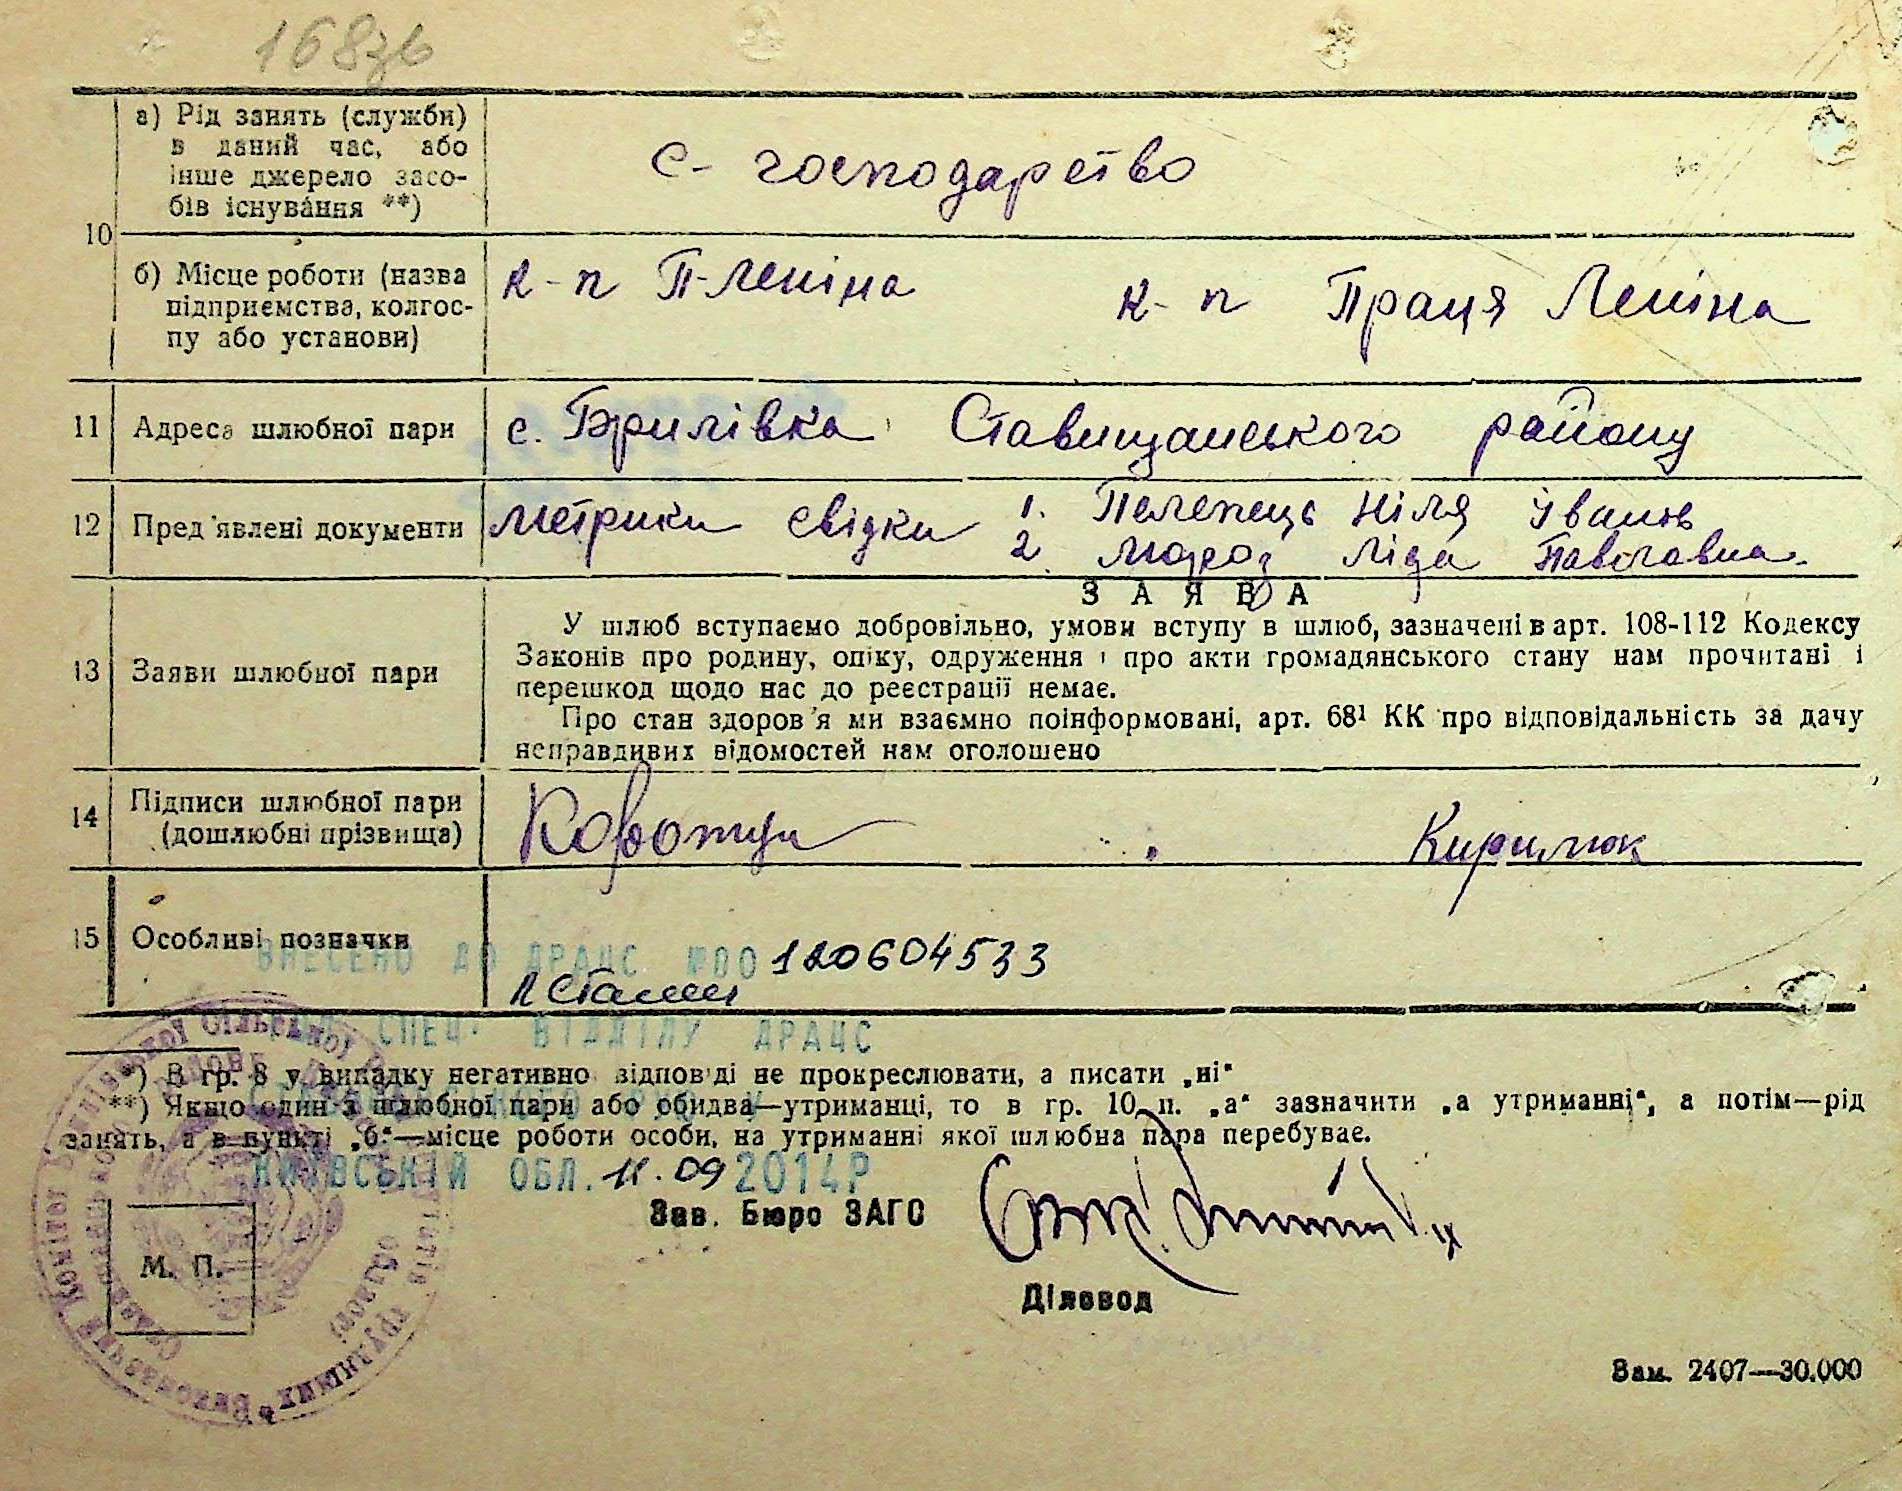 168зв
10
а) Рід занять (служби)
в даний час, або
інше джерело засо-
бів існування **)
с- господарство
б) Місце роботи (назва
підприємства, колгос-
пу або установи)
к-п П-Леніна
к-п Праця Леніна
11 Адреса шлюбної пари
с. Брилівка Ставищанського району
12 Пред'явлені документи
метрики свідки 1. Пелепець Ніля Іванов
2. Мороз Ліда Павловна.
ЗАЯВА
13 Заяви шлюбної пари
У шлюб вступаємо добровільно, умови вступу в шлюб, зазначені в арт. 108-112 Кодексу
Законів про родину, опіку, одруження і про акти громадянського стану нам прочитані і
перешкод щодо нас до реєстрації немає.
Про стан здоров'я ми взаємно поінформовані, арт. 68¹ КК про відповідальність за дачу
неправдивих відомостей нам оголошено
14 Підписи шлюбної пари
(дошлюбні прізвища)
Кирилюк
15 Особливі позначки
ВНЕСЕНО ДО ДРАЦС №00120604533
СПЕЦ. ВІДДІЛУ ДРАЦС
*) В гр. 8 у випадку негативно відповіді не прокреслювати, а писати „ні"
**) Якщо один з шлюбної пари або обидва—утриманці, то в гр. 10 п. „а" зазначити „а утриманні", а потім—рід
занять, а в пункті „б"—місце роботи особи, на утриманні якої шлюбна пара перебуває.
КИЇВСЬКІЙ ОБЛ. 11.09 2014Р
Зав. Бюро ЗАГС
М. П.
Діловод
Зам. 2407—30.000